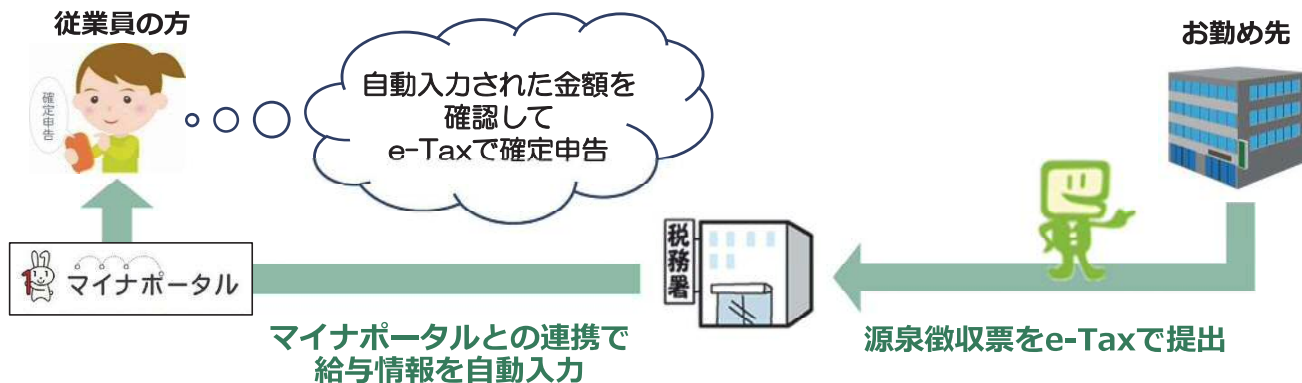 従業員の方
お勤め先
確定申告
自動入力された金額を
確認して
e-Taxで確定申告
税務署
マイナポータル
マイナポータルとの連携で
給与情報を自動入力
源泉徴収票をe-Taxで提出